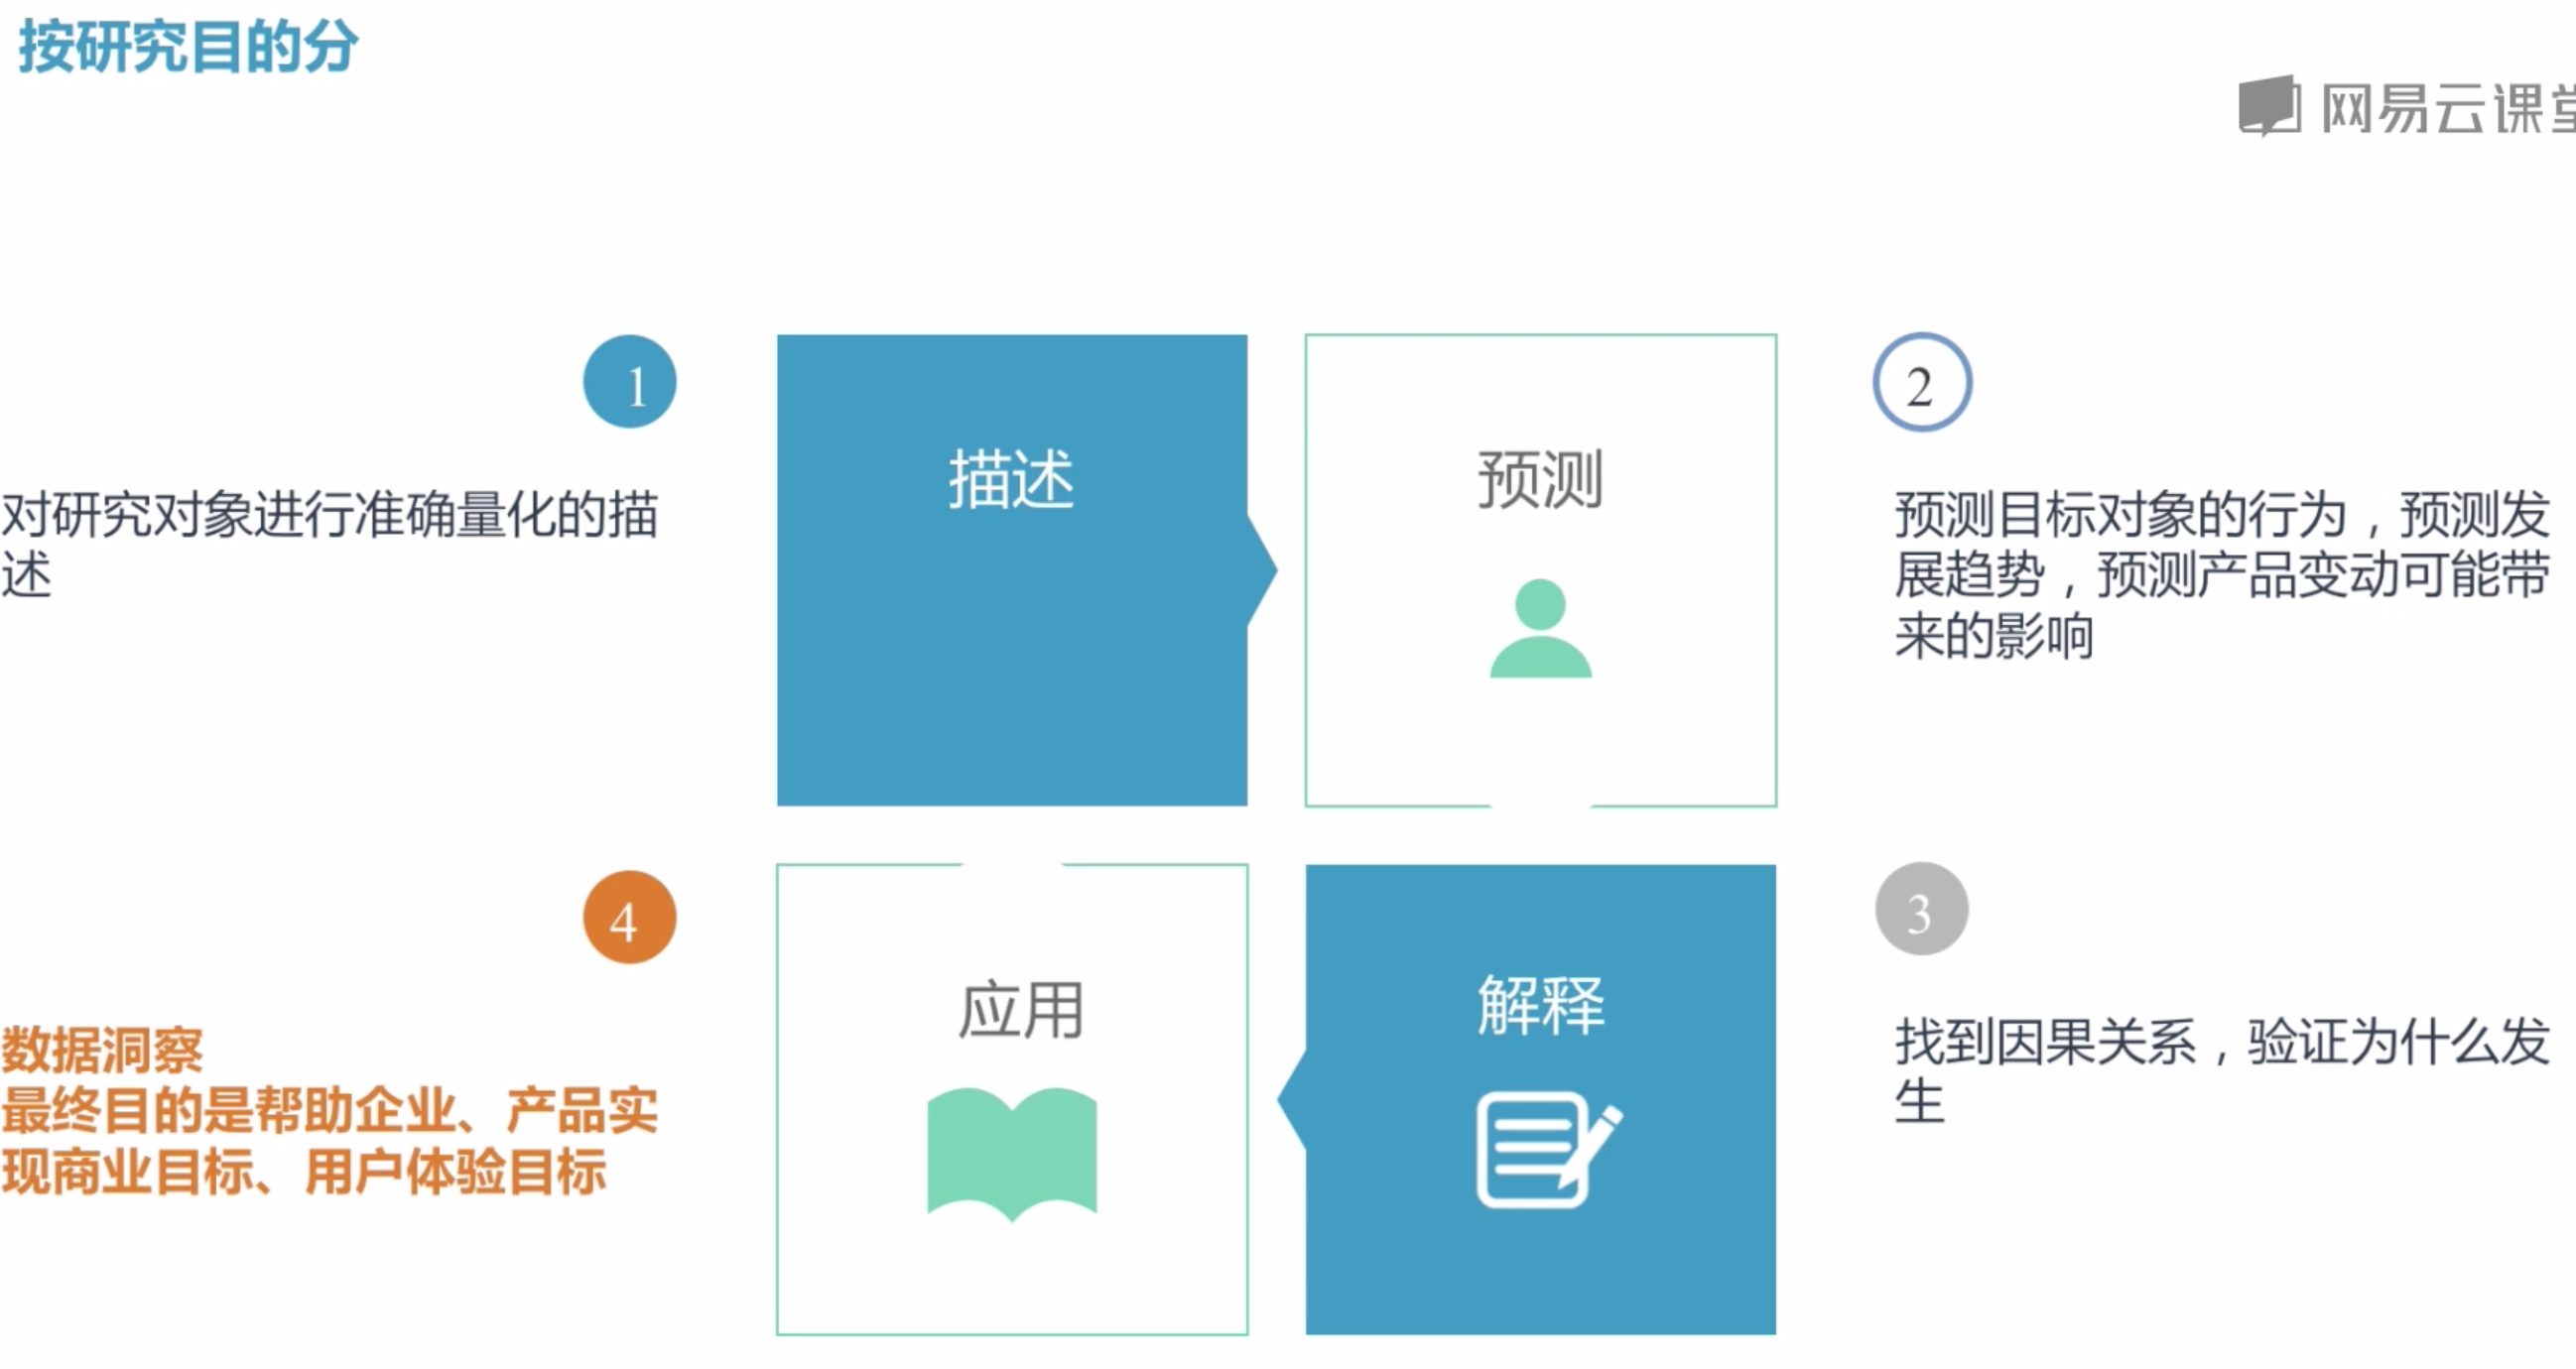 按研究目的分
网易云课堂
1
描述
预测
2
对研究对象进行准确量化的描
述
预测目标对象的行为，预测发
展趋势，预测产品变动可能带
来的影响
4
应用
解释
3
数据洞察
最终目的是帮助企业、产品实
现商业目标、用户体验目标
找到因果关系，验证为什么发
生